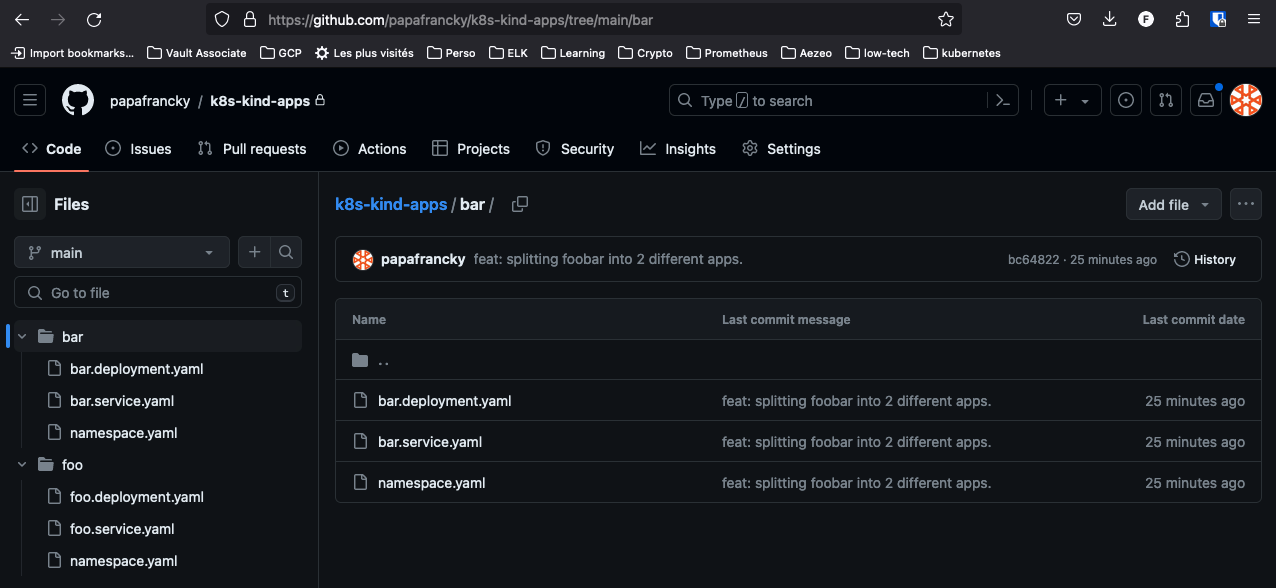 https://github.com/papafrancky/k8s-kind-apps/tree/main/bar
F
Import bookmarks... Vault Associate GCP Les plus visités Perso ELK Learning Crypto Prometheus Aezeo low-tech kubernetes
papafrancky / k8s-kind-apps Type / to search
Code Issues Pull requests Actions Projects Security Insights Settings
Files k8s-kind-apps / bar / Add file
main
papafrancky feat: splitting foobar into 2 different apps. bc64822 · 25 minutes ago History
Go to file t
Name Last commit message Last commit date
bar
..
bar.deployment.yaml
bar.service.yaml
namespace.yaml
foo
foo.deployment.yaml
foo.service.yaml
namespace.yaml
bar.deployment.yaml feat: splitting foobar into 2 different apps. 25 minutes ago
bar.service.yaml feat: splitting foobar into 2 different apps. 25 minutes ago
namespace.yaml feat: splitting foobar into 2 different apps. 25 minutes ago